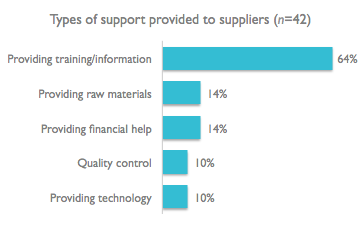 Types of support provided to suppliers (n=42)
Providing training/information 64%
Providing raw materials 14%
Providing financial help 14%
Quality control 10%
Providing technology 10%